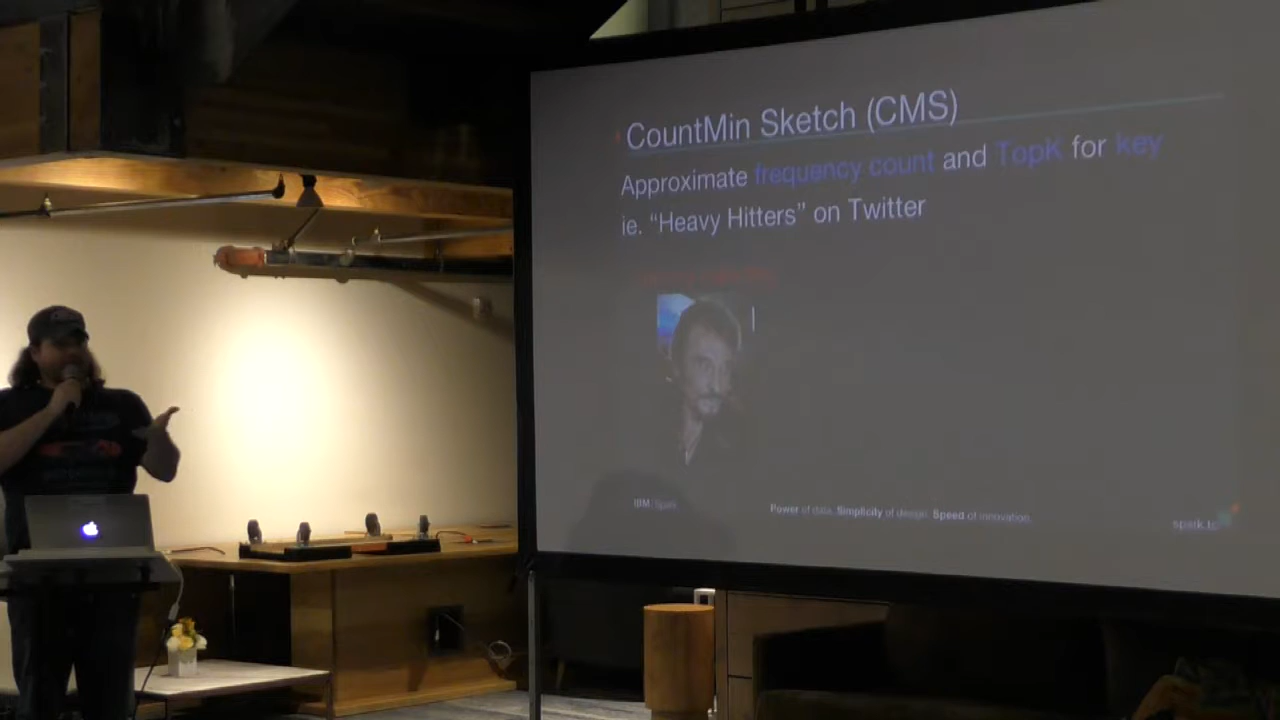 CountMin Sketch (CMS)
Approximate frequency count and TopK for key
ie. “Heavy Hitters” on Twitter
IBM Spark
Power of data. Simplicity of design. Speed of innovation.
spark.tc